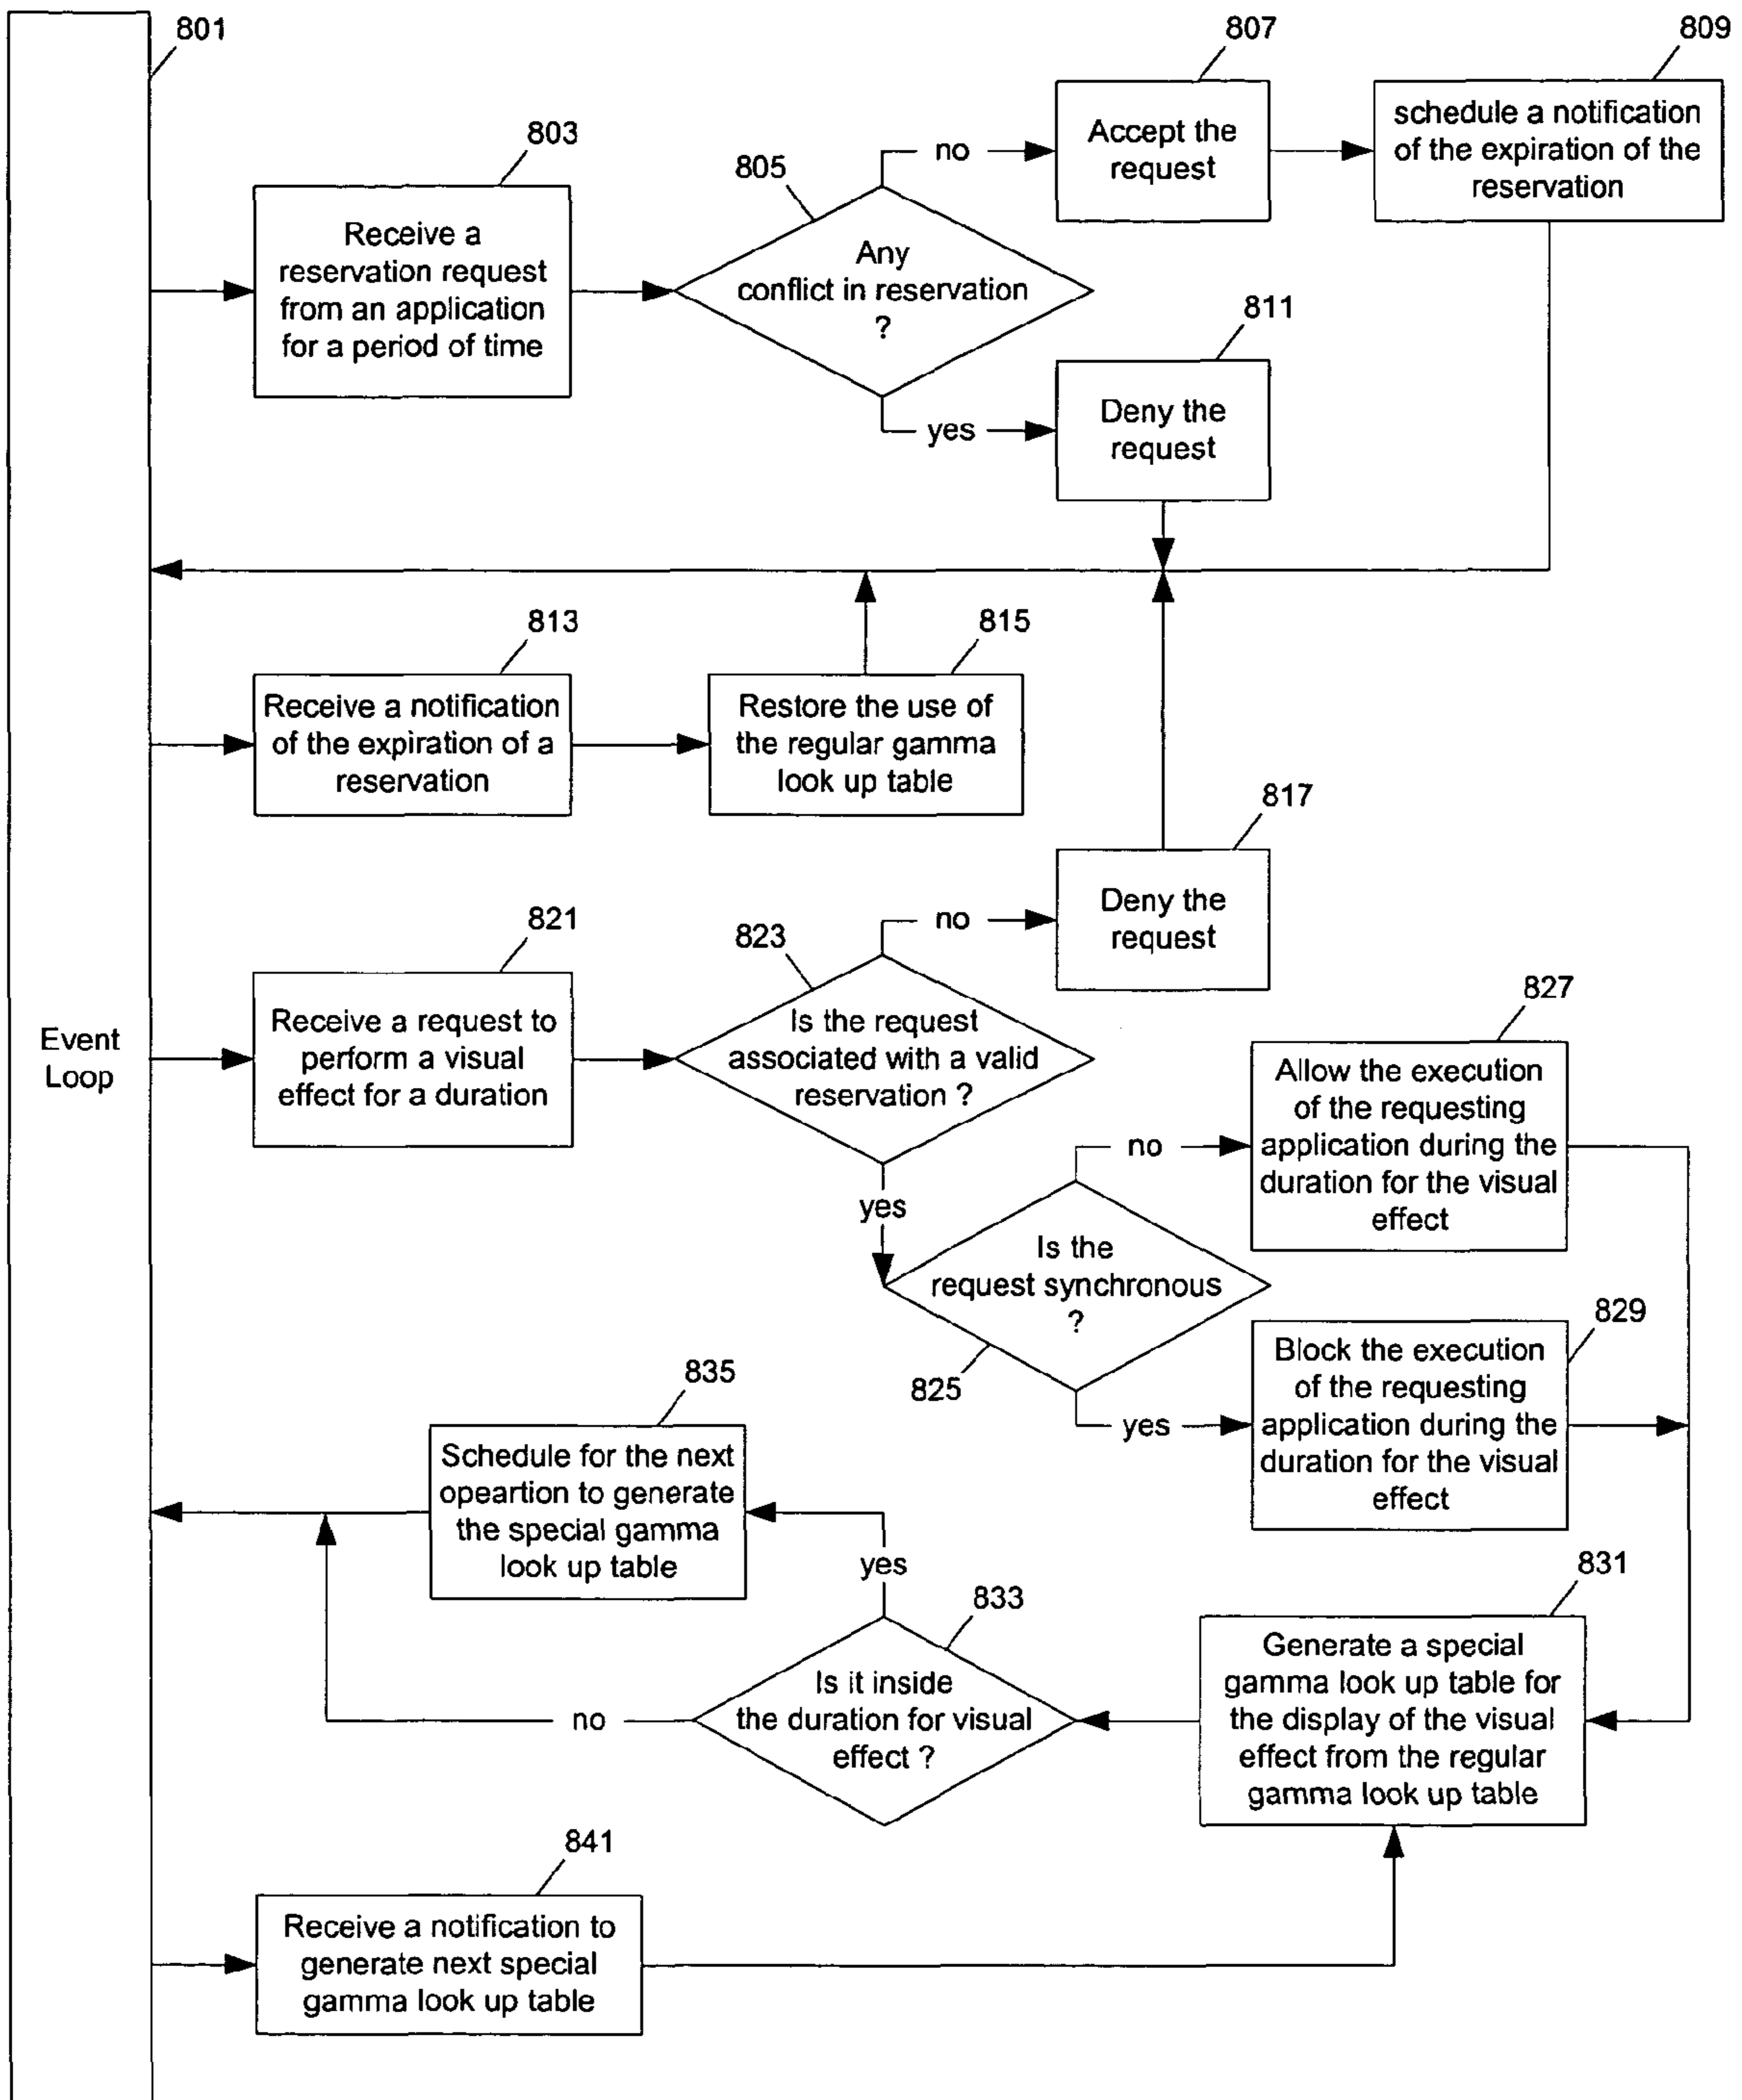 801
807
809
803
805
no
Accept the
request
schedule a notification
of the expiration of the
reservation
Receive a
reservation request
from an application
for a period of time
Any
conflict in reservation
?
811
yes
Deny the
request
813
815
Receive a notification
of the expiration of a
reservation
Restore the use of
the regular gamma
look up table
817
821
823
no
Deny the
request
827
Event
Loop
Receive a request to
perform a visual
effect for a duration
Is the request
associated with a valid
reservation ?
Allow the execution
of the requesting
application during the
duration for the visual
effect
no
yes
Is the
request synchronous
?
829
825
yes
Block the execution
of the requesting
application during the
duration for the visual
effect
835
Schedule for the next
opeartion to generate
the special gamma
look up table
yes
831
833
Generate a special
gamma look up table for
the display of the visual
effect from the regular
gamma look up table
Is it inside
the duration for visual
effect ?
no
841
Receive a notification to
generate next special
gamma look up table